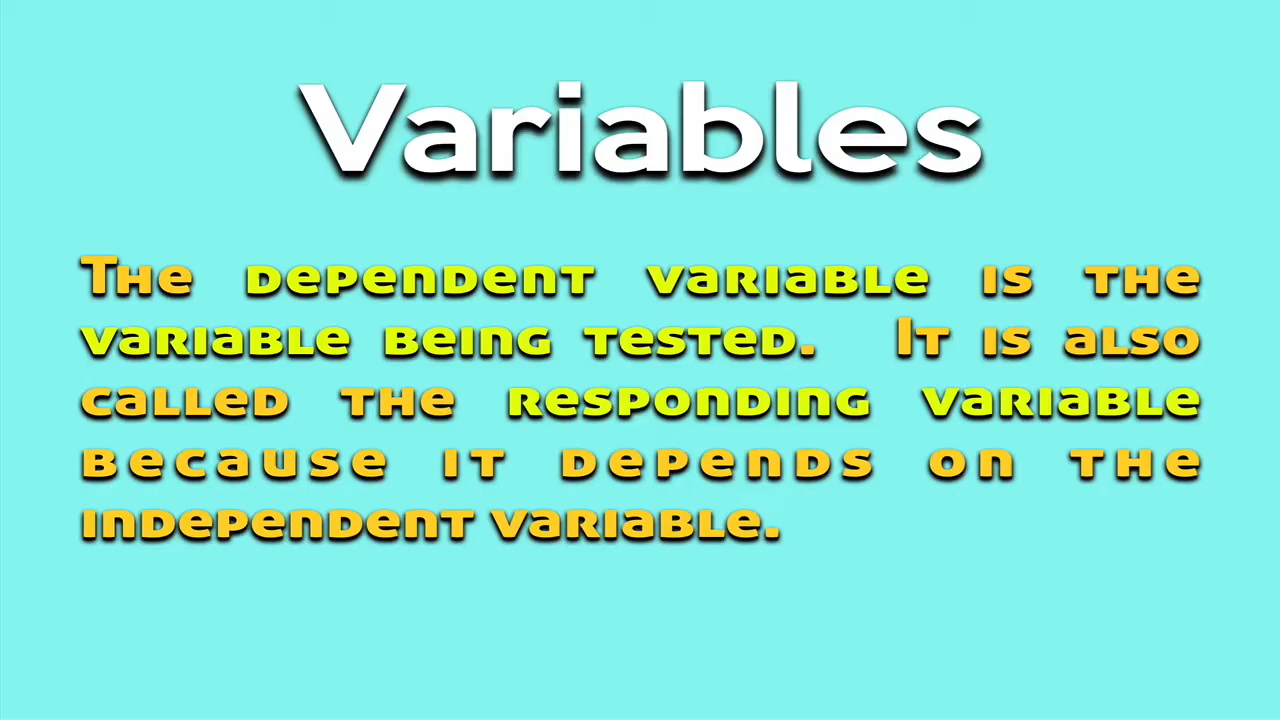 Variables
The dependent variable is the
variable being tested. It is also
called the responding variable
because it depends on the
independent variable.